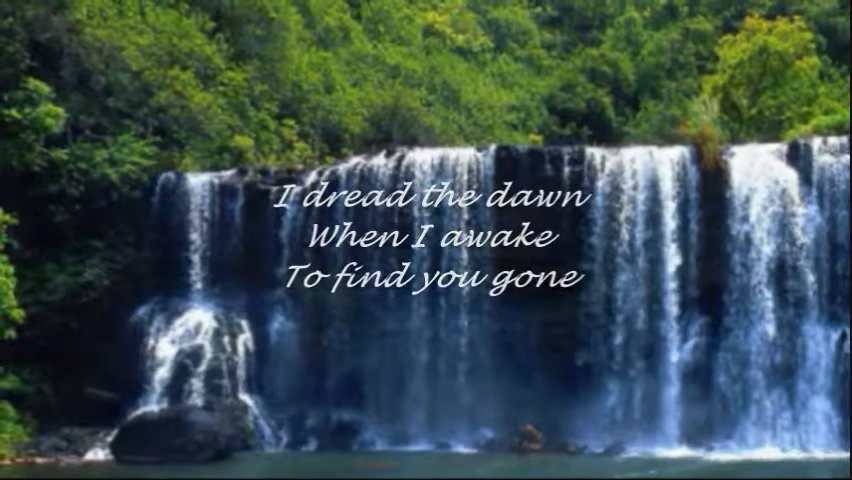 I dread the dawn
When I awake
To find you gone